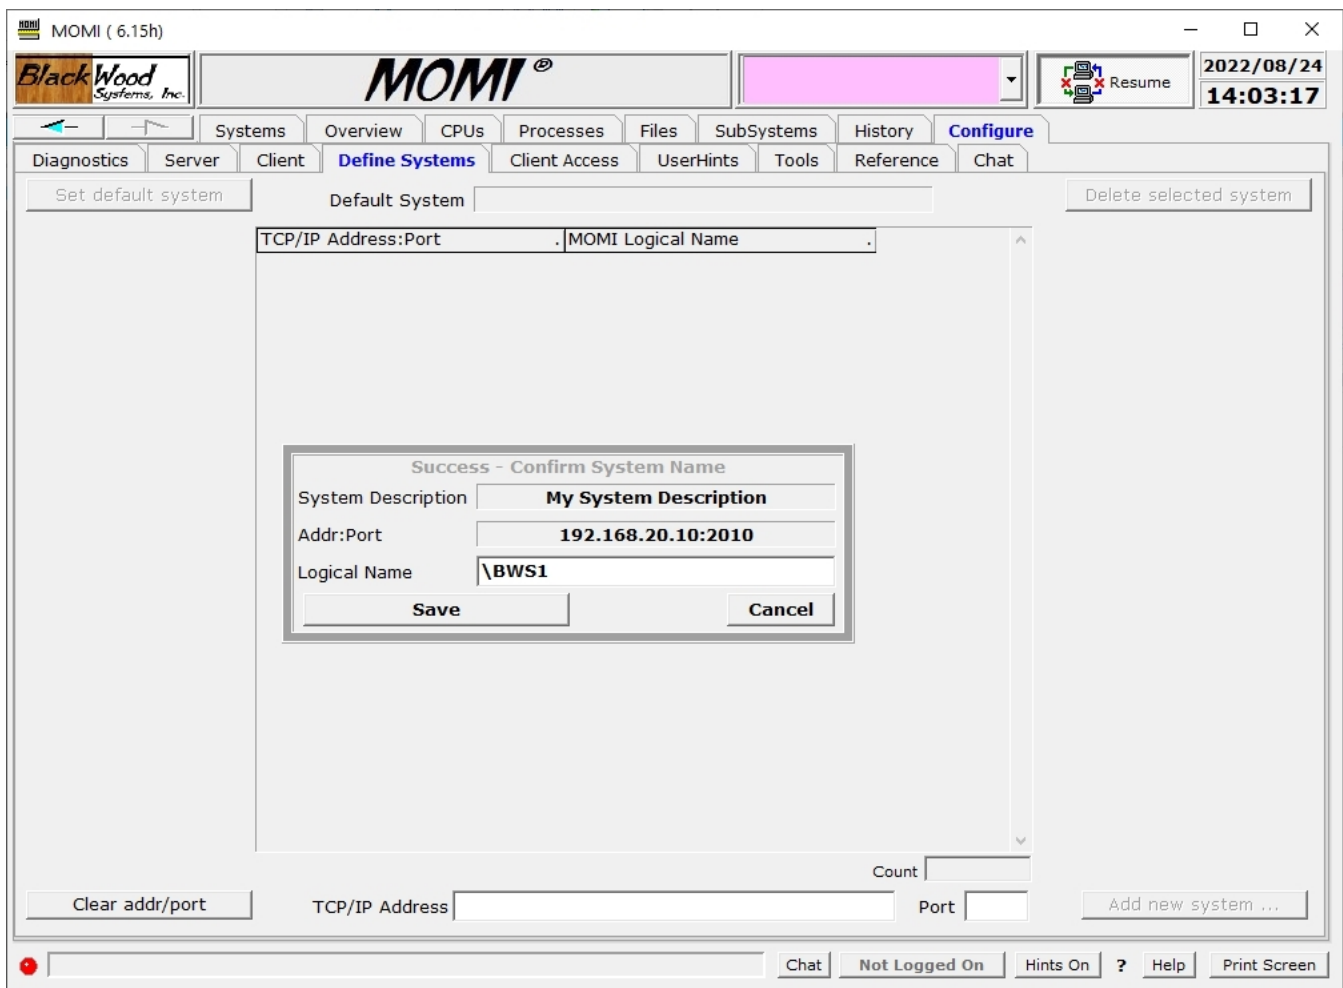 MOMI ( 6.15h)
BlackWood Systems, Inc.
MOMI ®
Resume
2022/08/24
14:03:17
Systems Overview CPUs Processes Files SubSystems History Configure
Diagnostics Server Client Define Systems Client Access UserHints Tools Reference Chat
Set default system
Default System
Delete selected system
TCP/IP Address:Port . MOMI Logical Name .
Success - Confirm System Name
System Description My System Description
Addr:Port 192.168.20.10:2010
Logical Name \BWS1
Save Cancel
Count
Clear addr/port TCP/IP Address Port Add new system ...
Chat Not Logged On Hints On ? Help Print Screen